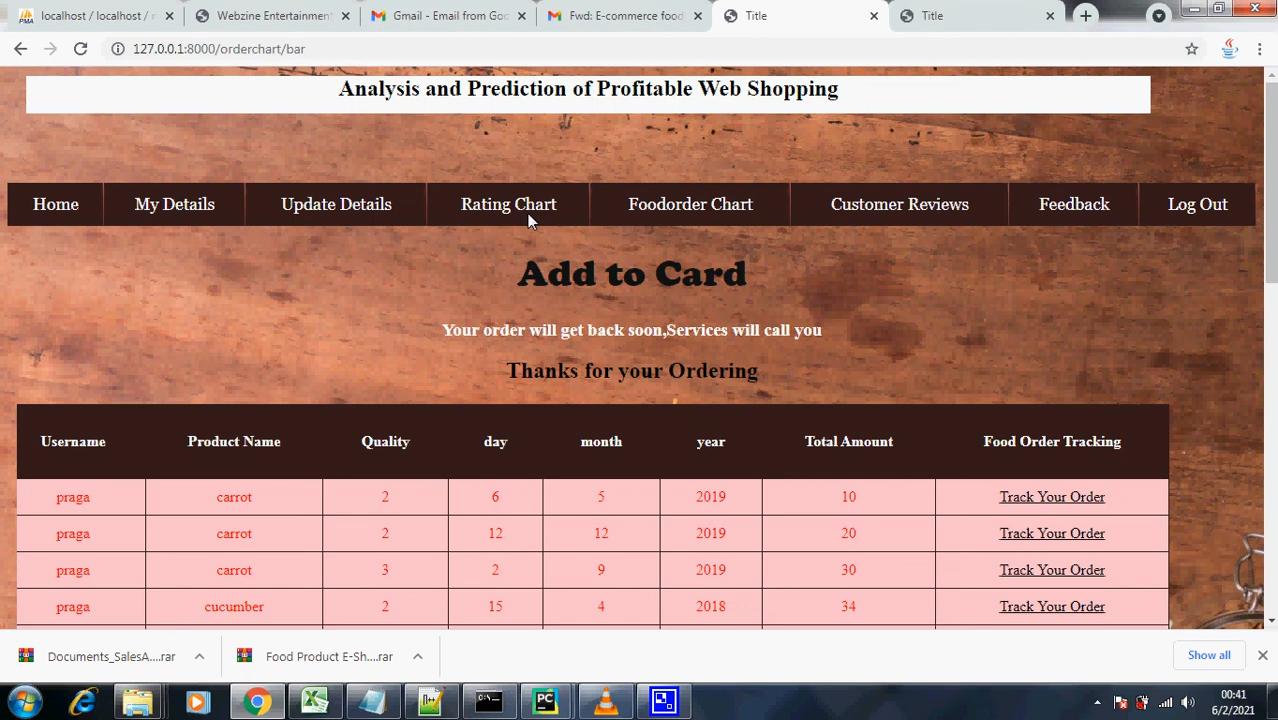 localhost / localhost / r
Webzine Entertainment
Gmail - Email from Goo
Fwd: E-commerce food
Title
Title
127.0.0.1:8000/orderchart/bar
Analysis and Prediction of Profitable Web Shopping
Home My Details Update Details Rating Chart Foodorder Chart Customer Reviews Feedback Log Out
Add to Card
Your order will get back soon,Services will call you
Thanks for your Ordering
Username Product Name Quality day month year Total Amount Food Order Tracking
praga carrot 2 6 5 2019 10 Track Your Order
praga carrot 2 12 12 2019 20 Track Your Order
praga carrot 3 2 9 2019 30 Track Your Order
praga cucumber 2 15 4 2018 34 Track Your Order
Documents_SalesA....rar
Food Product E-Sh....rar
Show all
PC
00:41
6/2/2021